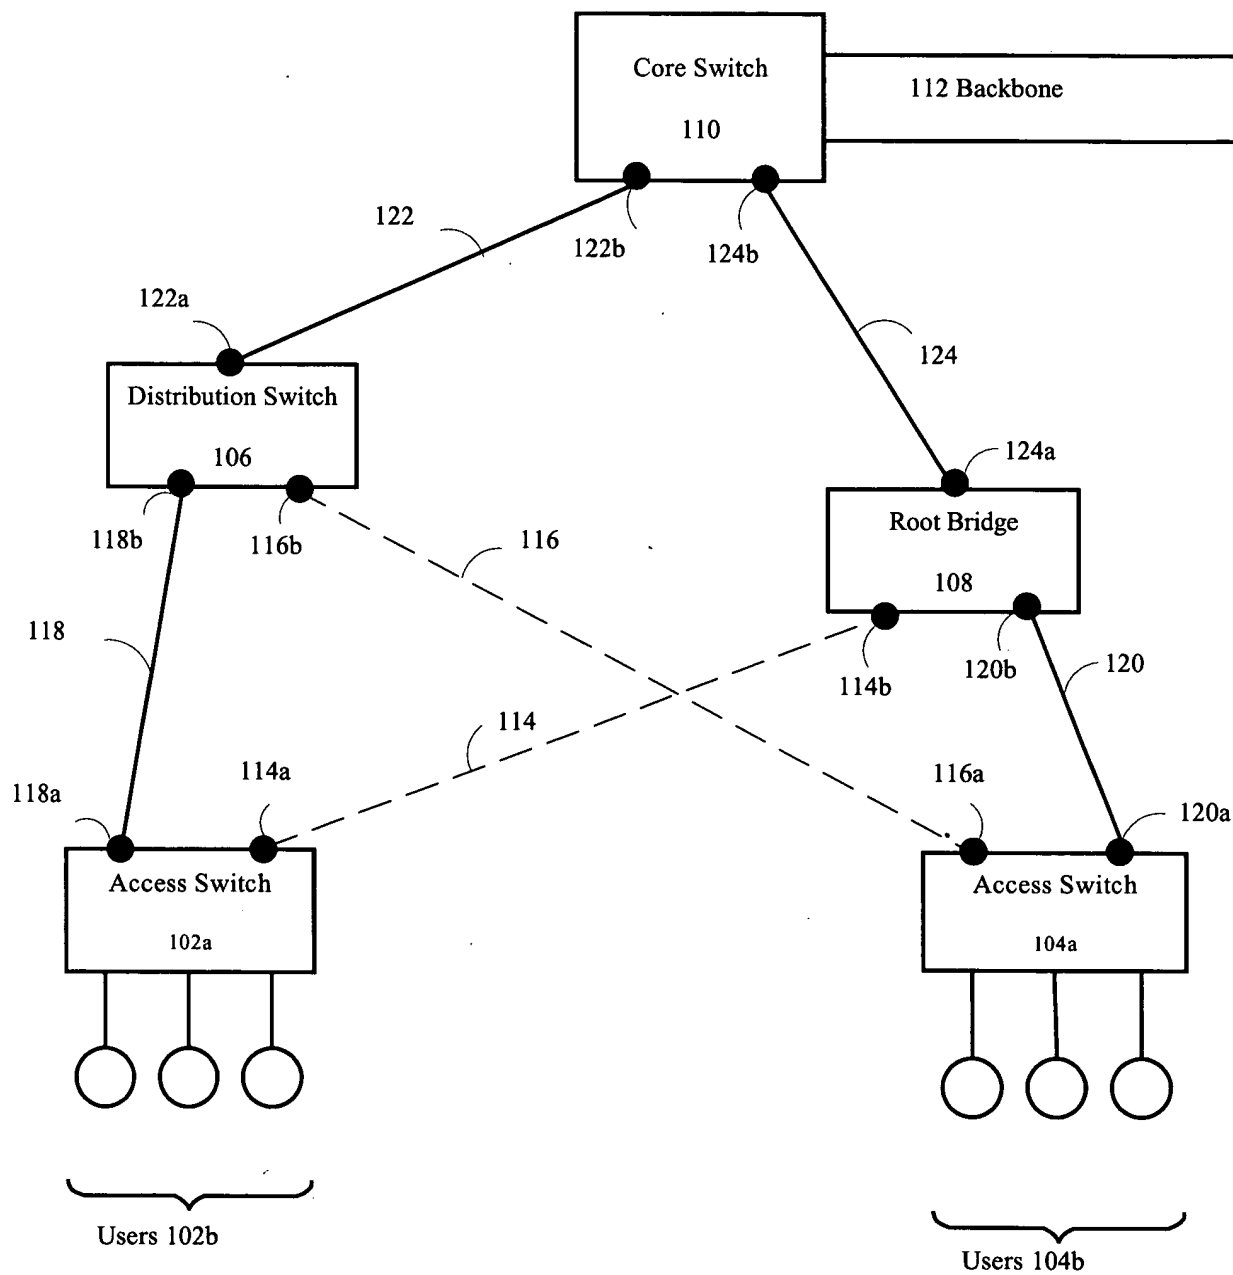 Core Switch
110
112 Backbone
122
122b
124b
122a
124
Distribution Switch
106
124a
Root Bridge
108
118b
116b
116
118
114b
120b
120
114
114a
116a
118a
120a
Access Switch
102a
Access Switch
104a
Users 102b
Users 104b